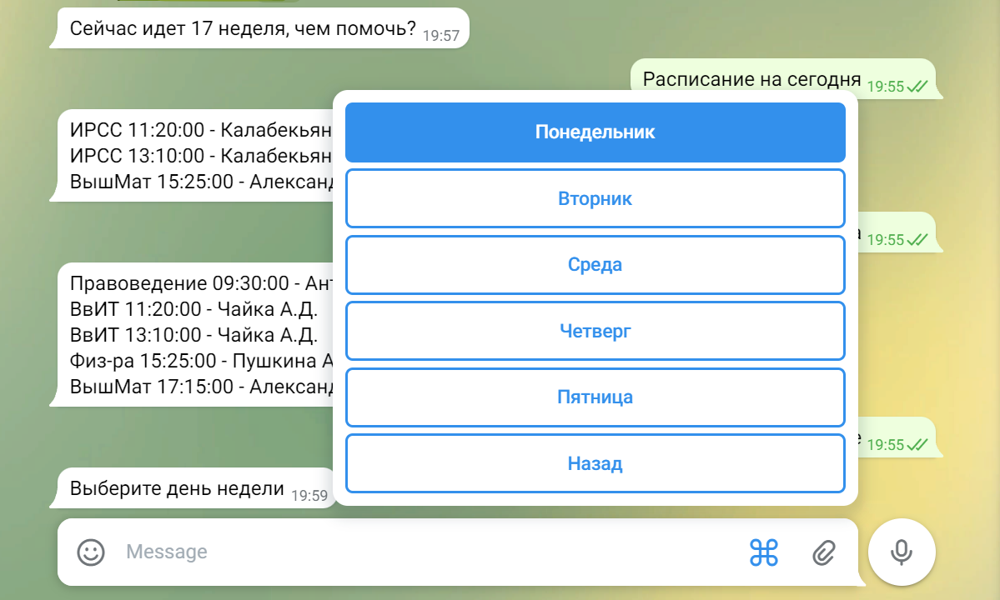 Сейчас идет 17 неделя, чем помочь? 19:57
Расписание на сегодня 19:55
ИРСС 11:20:00 - Калабекьян
ИРСС 13:10:00 - Калабекьян
ВышМат 15:25:00 -
19:55
Правоведение 09:30:00 -
ВвИТ 11:20:00 - Чайка А.Д.
ВвИТ 13:10:00 - Чайка А.Д.
Физ-ра 15:25:00 - Пушкина А
ВышМат 17:15:00 -
19:55
Выберите день недели 19:59
Понедельник
Вторник
Среда
Четверг
Пятница
Назад
Message